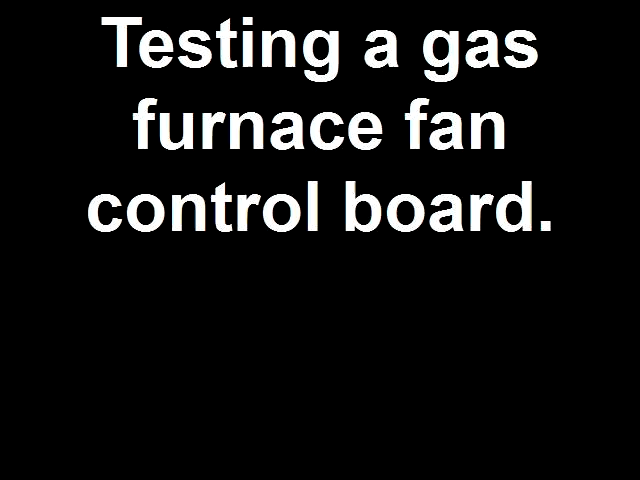 Testing a gas
furnace fan
control board.